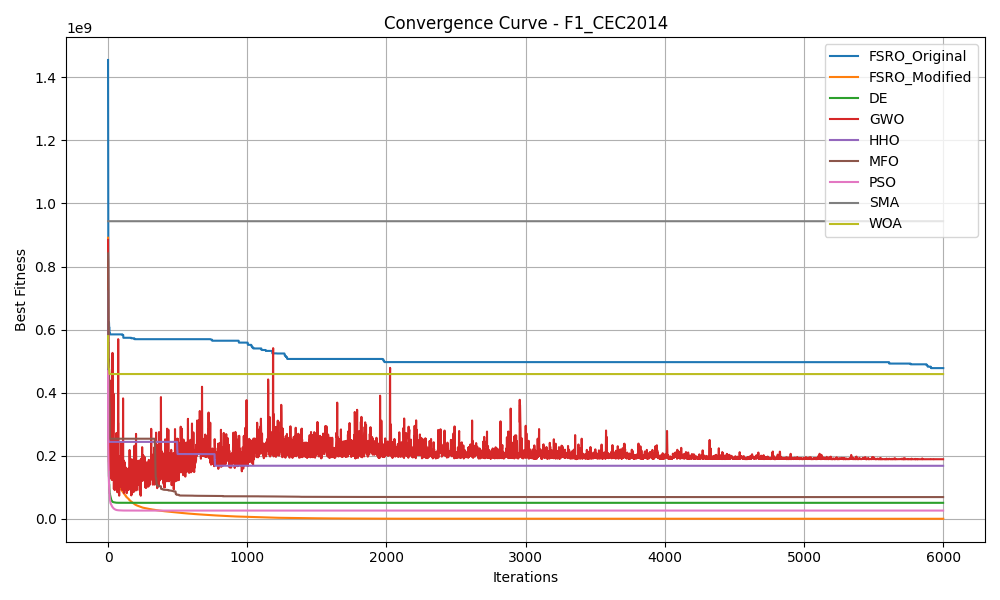 Convergence Curve - F1_CEC2014
1e9
1.4
1.2
1.0
0.8
0.6
0.4
0.2
0.0
Best Fitness
0 1000 2000 3000 4000 5000 6000
Iterations
FSRO_Original
FSRO_Modified
DE
GWO
HHO
MFO
PSO
SMA
WOA